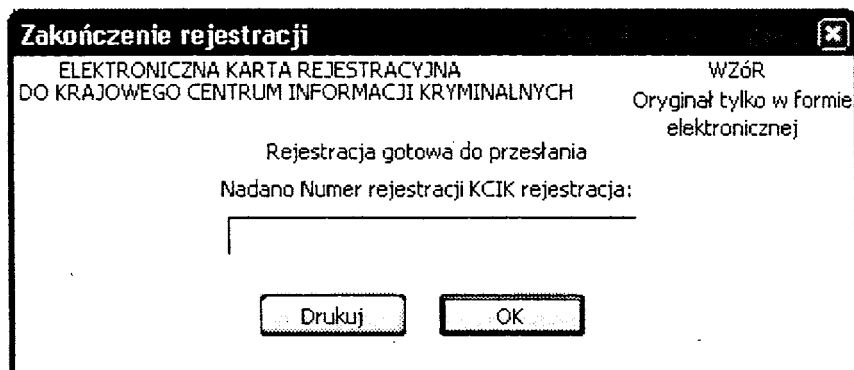 Zakończenie rejestracji
ELEKTRONICZNA KARTA REJESTRACYJNA
DO KRAJOWEGO CENTRUM INFORMACJI KRYMINALNYCH
WZóR
Oryginał tylko w formie
elektronicznej
Rejestracja gotowa do przesłania
Nadano Numer rejestracji KCIK rejestracja:
Drukuj
OK